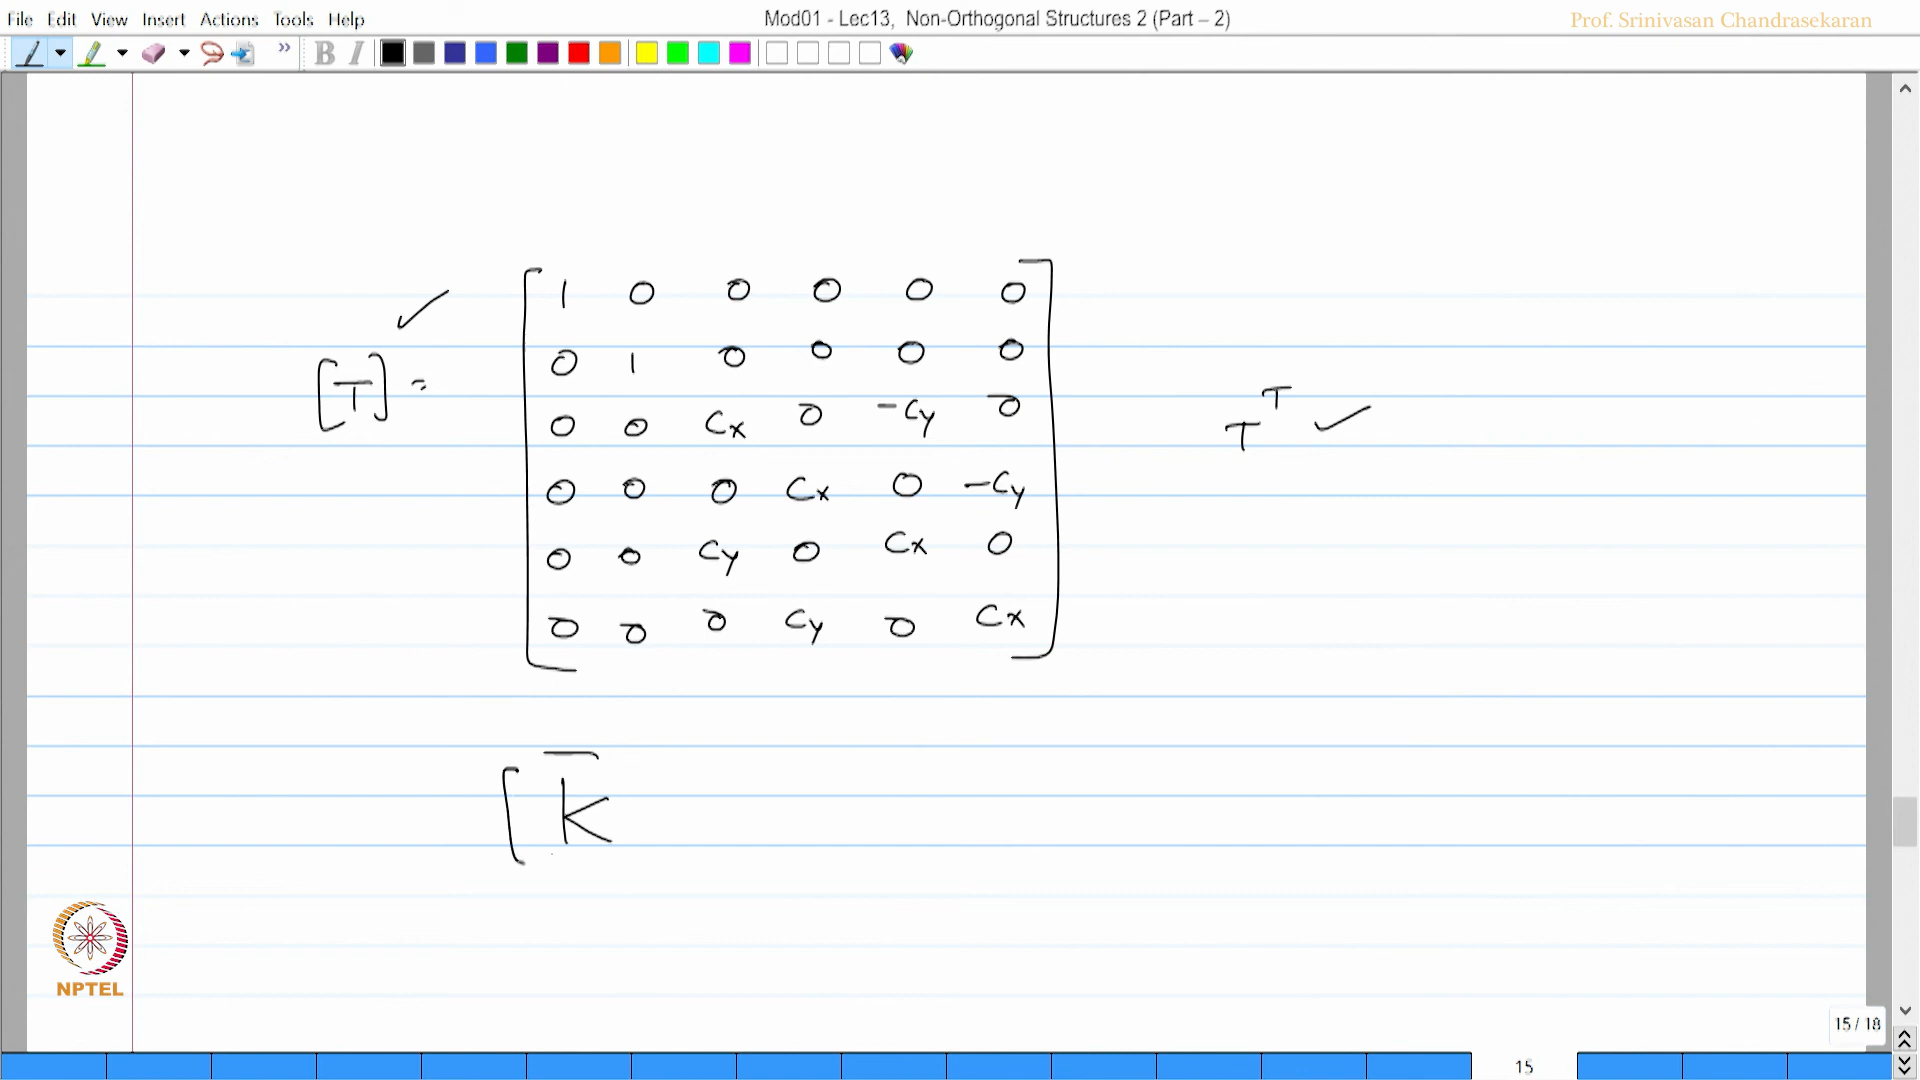 File Edit View Insert Actions Tools Help
Mod01 - Lec13, Non-Orthogonal Structures 2 (Part – 2)
Prof. Srinivasan Chandrasekaran
B I
[T] =
1 0 0 0 0 0
0 1 0 0 0 0
0 0 Cx 0 -Cy 0
0 0 0 Cx 0 -Cy
0 0 Cy 0 Cx 0
0 0 0 Cy 0 Cx
T^T
[ K̅
NPTEL
15 / 18
15